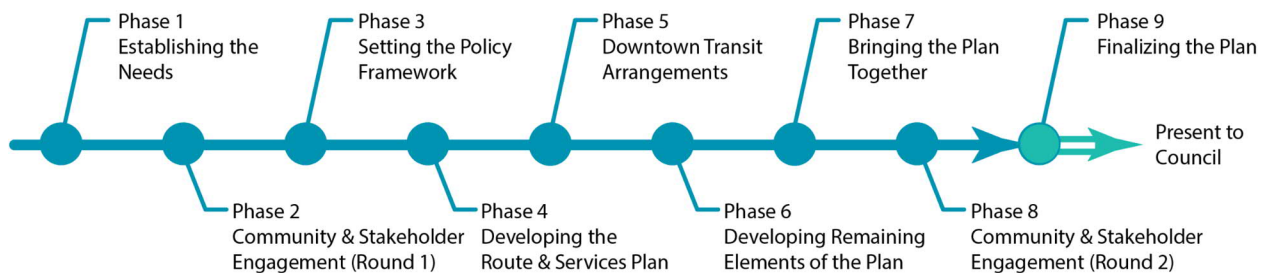 Phase 1
Establishing the
Needs
Phase 3
Setting the Policy
Framework
Phase 5
Downtown Transit
Arrangements
Phase 7
Bringing the Plan
Together
Phase 9
Finalizing the Plan
Present to
Council
Phase 2
Community & Stakeholder
Engagement (Round 1)
Phase 4
Developing the
Route & Services Plan
Phase 6
Developing Remaining
Elements of the Plan
Phase 8
Community & Stakeholder
Engagement (Round 2)